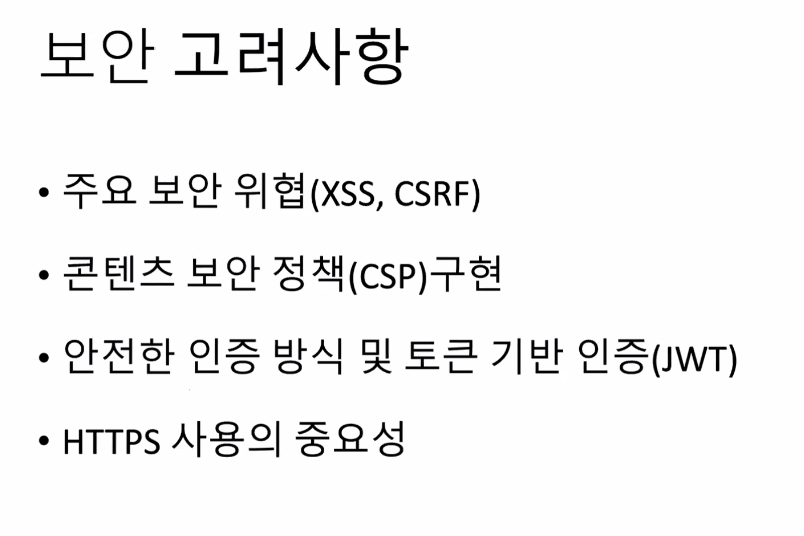 보안 고려사항
• 주요 보안 위협(XSS, CSRF)
• 콘텐츠 보안 정책(CSP)구현
• 안전한 인증 방식 및 토큰 기반 인증(JWT)
• HTTPS 사용의 중요성